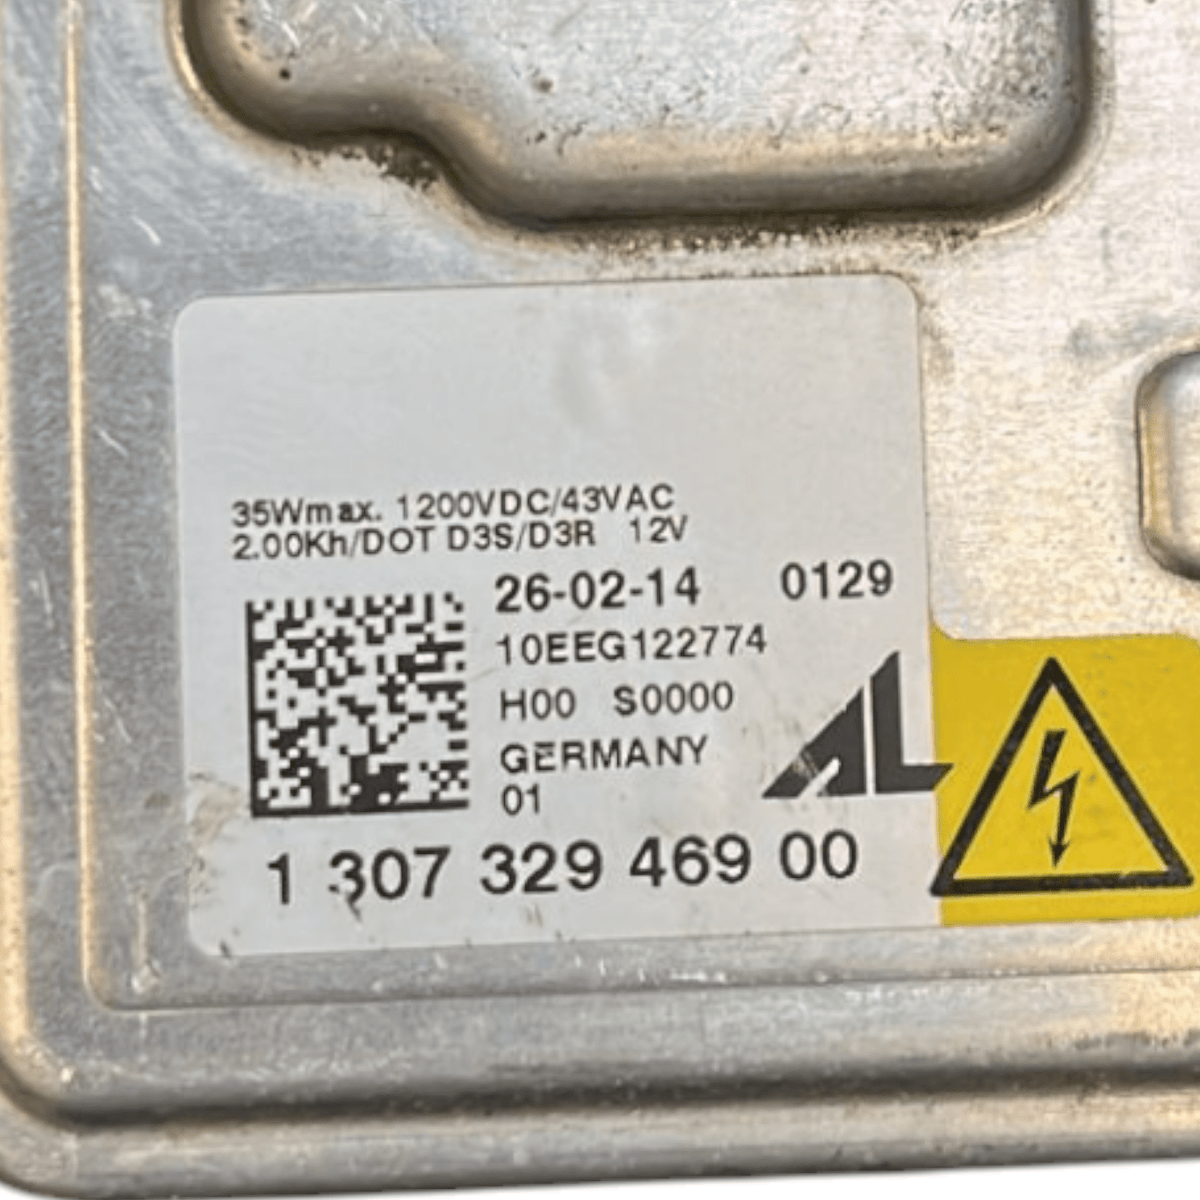 35Wmax. 1200VDC/43VAC
2.00Kh/DOT D3S/D3R 12V
26-02-14 0129
10EEG122774
H00 S0000
GERMANY
01
AL
1 307 329 469 00